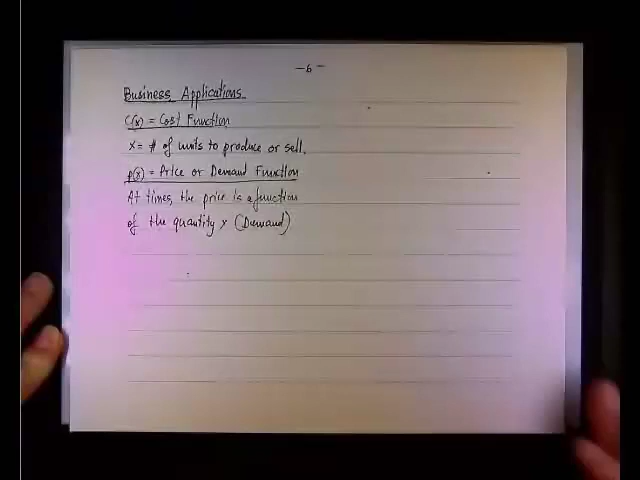 -6-
Business Applications
C(x) = Cost Function
x = # of units to produce or sell.
p(x) = Price or Demand Function
At times, the price is a function
of the quantity x (Demand)